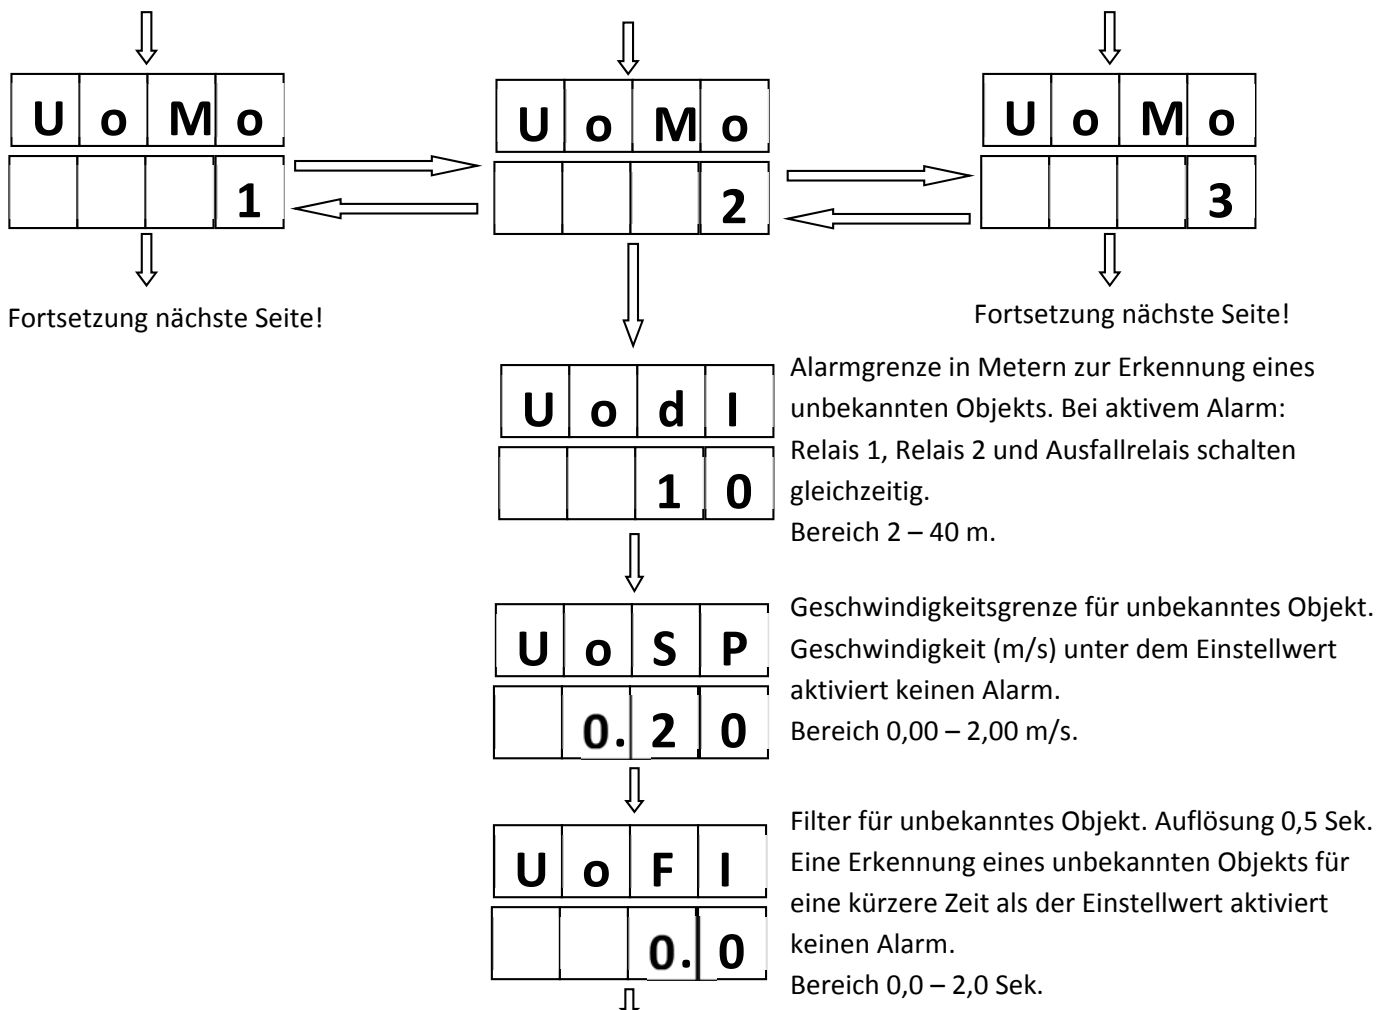 U o M o
1
U o M o
2
U o M o
3
Fortsetzung nächste Seite!
Fortsetzung nächste Seite!
U o d I
1 0
Alarmgrenze in Metern zur Erkennung eines
unbekannten Objekts. Bei aktivem Alarm:
Relais 1, Relais 2 und Ausfallrelais schalten
gleichzeitig.
Bereich 2 – 40 m.
U o S P
0. 2 0
Geschwindigkeitsgrenze für unbekanntes Objekt.
Geschwindigkeit (m/s) unter dem Einstellwert
aktiviert keinen Alarm.
Bereich 0,00 – 2,00 m/s.
U o F I
0. 0
Filter für unbekanntes Objekt. Auflösung 0,5 Sek.
Eine Erkennung eines unbekannten Objekts für
eine kürzere Zeit als der Einstellwert aktiviert
keinen Alarm.
Bereich 0,0 – 2,0 Sek.